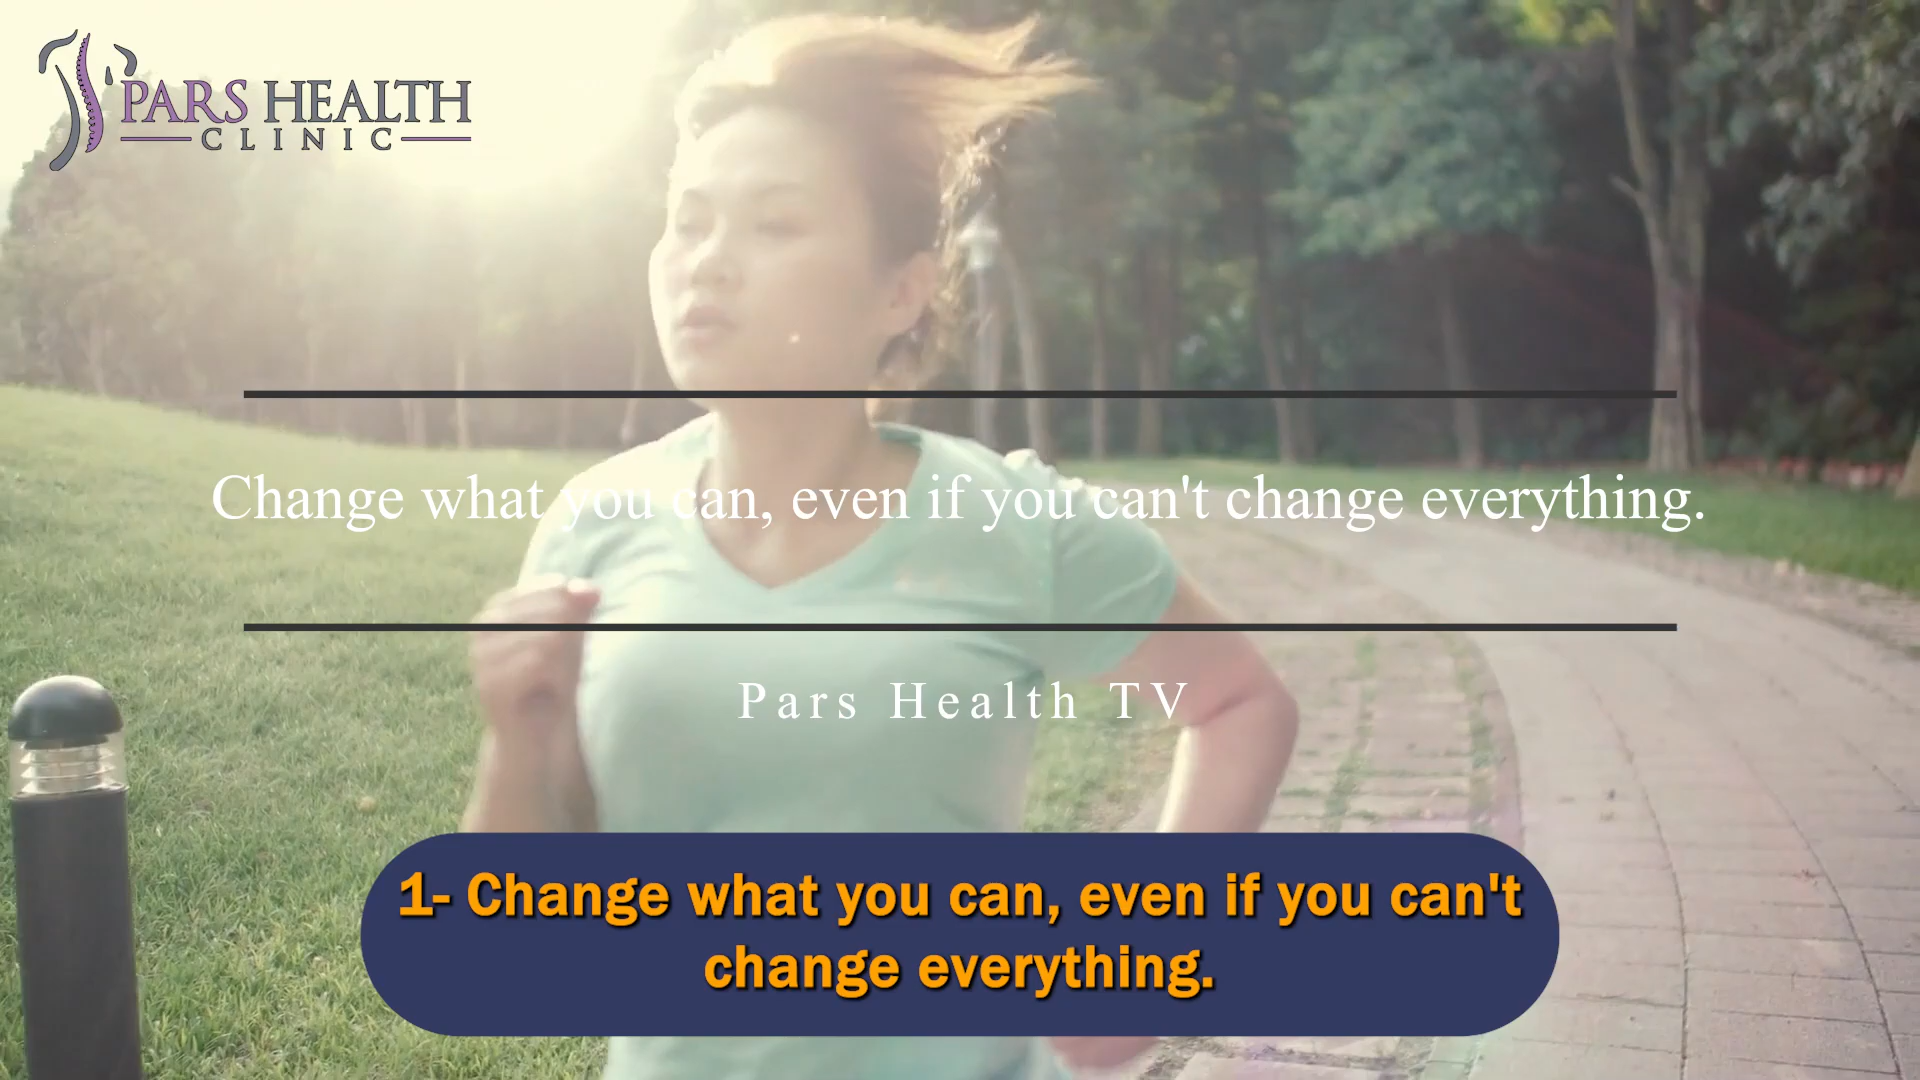 PARS HEALTH
CLINIC
Change what you can, even if you can't change everything.
Pars Health TV
1- Change what you can, even if you can't
change everything.